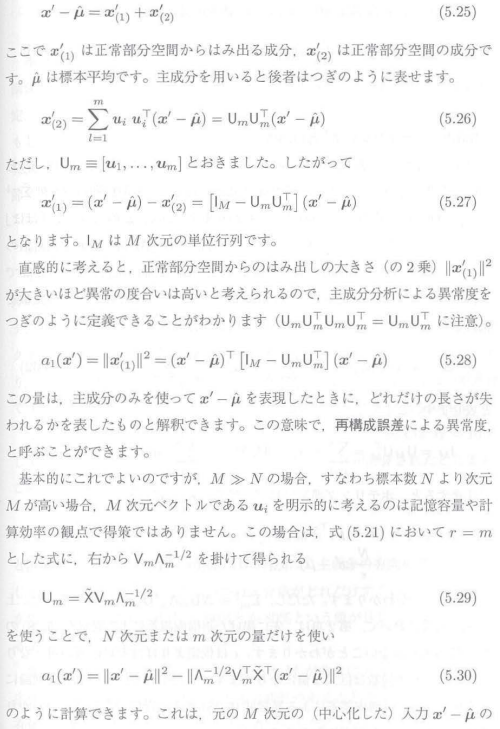 x′ − μ̂ = x′₍₁₎ + x′₍₂₎ (5.25)
ここで x′₍₁₎ は正常部分空間からはみ出る成分，x′₍₂₎ は正常部分空間の成分で
す。μ̂ は標本平均です。主成分を用いると後者はつぎのように表せます。
x′₍₂₎ = ∑_{l=1}^{m} u_i u_i^⊤(x′ − μ̂) = U_m U_m^⊤(x′ − μ̂) (5.26)
ただし，U_m ≡ [u₁, . . . , u_m] とおきました。したがって
x′₍₁₎ = (x′ − μ̂) − x′₍₂₎ = [I_M − U_m U_m^⊤] (x′ − μ̂) (5.27)
となります。I_M は M 次元の単位行列です。
直感的に考えると，正常部分空間からのはみ出しの大きさ（の 2 乗）‖x′₍₁₎‖²
が大きいほど異常の度合いは高いと考えられるので，主成分分析による異常度を
つぎのように定義できることがわかります（U_m U_m^⊤ U_m U_m^⊤ = U_m U_m^⊤ に注意）。
a₁(x′) = ‖x′₍₁₎‖² = (x′ − μ̂)^⊤ [I_M − U_m U_m^⊤] (x′ − μ̂) (5.28)
この量は，主成分のみを使って x′ − μ̂ を表現したときに，どれだけの長さが失
われるかを表したものと解釈できます。この意味で，再構成誤差による異常度，
と呼ぶことができます。
基本的にこれでよいのですが，M ≫ N の場合，すなわち標本数 N より次元
M が高い場合，M 次元ベクトルである u_i を明示的に考えるのは記憶容量や計
算効率の観点で得策ではありません。この場合は，式 (5.21) において r = m
とした式に，右から V_m Λ_m^{−1/2} を掛けて得られる
U_m = X̃V_m Λ_m^{−1/2} (5.29)
を使うことで，N 次元または m 次元の量だけを使い
a₁(x′) = ‖x′ − μ̂‖² − ‖Λ_m^{−1/2} V_m^⊤ X̃^⊤(x′ − μ̂)‖² (5.30)
のように計算できます。これは，元の M 次元の（中心化した）入力 x′ − μ̂ の